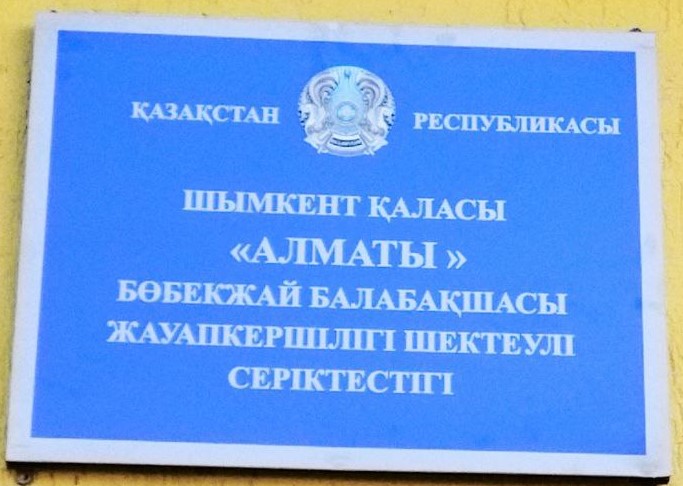 ҚАЗАҚСТАН РЕСПУБЛИКАСЫ
ШЫМКЕНТ ҚАЛАСЫ
«АЛМАТЫ »
БӨБЕКЖАЙ БАЛАБАҚШАСЫ
ЖАУАПКЕРШІЛІГІ ШЕКТЕУЛІ
СЕРІКТЕСТІГІ